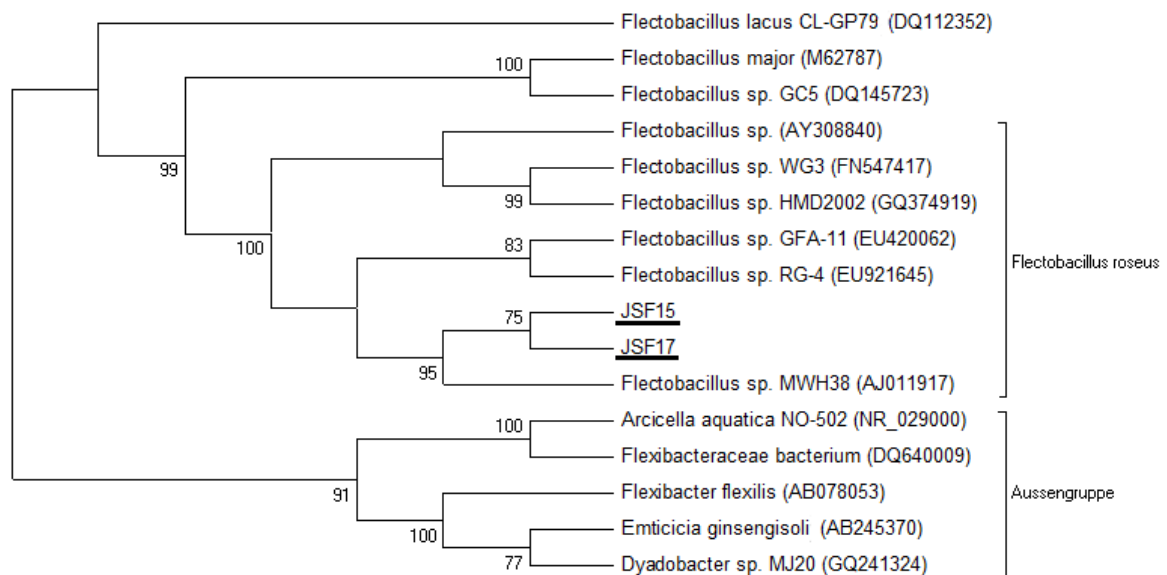 Flectobacillus lacus CL-GP79 (DQ112352)
100
Flectobacillus major (M62787)
Flectobacillus sp. GC5 (DQ145723)
99
Flectobacillus sp. (AY308840)
Flectobacillus sp. WG3 (FN547417)
99
Flectobacillus sp. HMD2002 (GQ374919)
100
83
Flectobacillus sp. GFA-11 (EU420062)
Flectobacillus roseus
Flectobacillus sp. RG-4 (EU921645)
75
JSF15
JSF17
95
Flectobacillus sp. MWH38 (AJ011917)
100
Arcicella aquatica NO-502 (NR_029000)
Flexibacteraceae bacterium (DQ640009)
91
Flexibacter flexilis (AB078053)
Aussengruppe
100
Emticicia ginsengisoli (AB245370)
77
Dyadobacter sp. MJ20 (GQ241324)